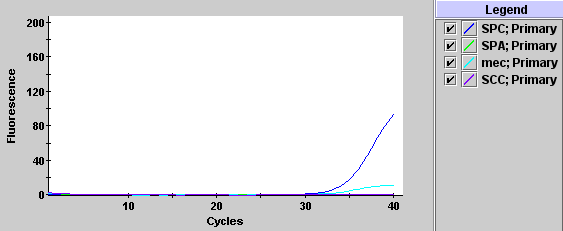 Legend
SPC; Primary
SPA; Primary
mec; Primary
SCC; Primary
Fluorescence
200
160
120
80
40
0
10 20 30 40
Cycles